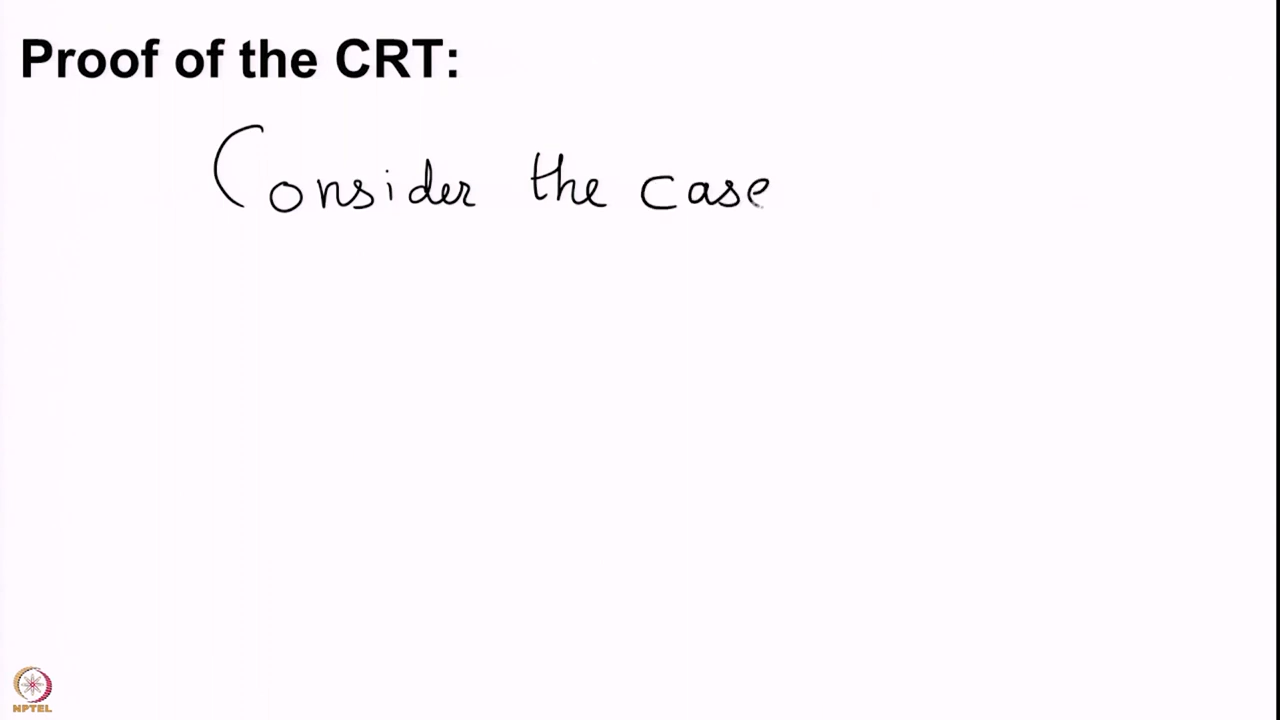 Proof of the CRT:
Consider the case
NPTEL